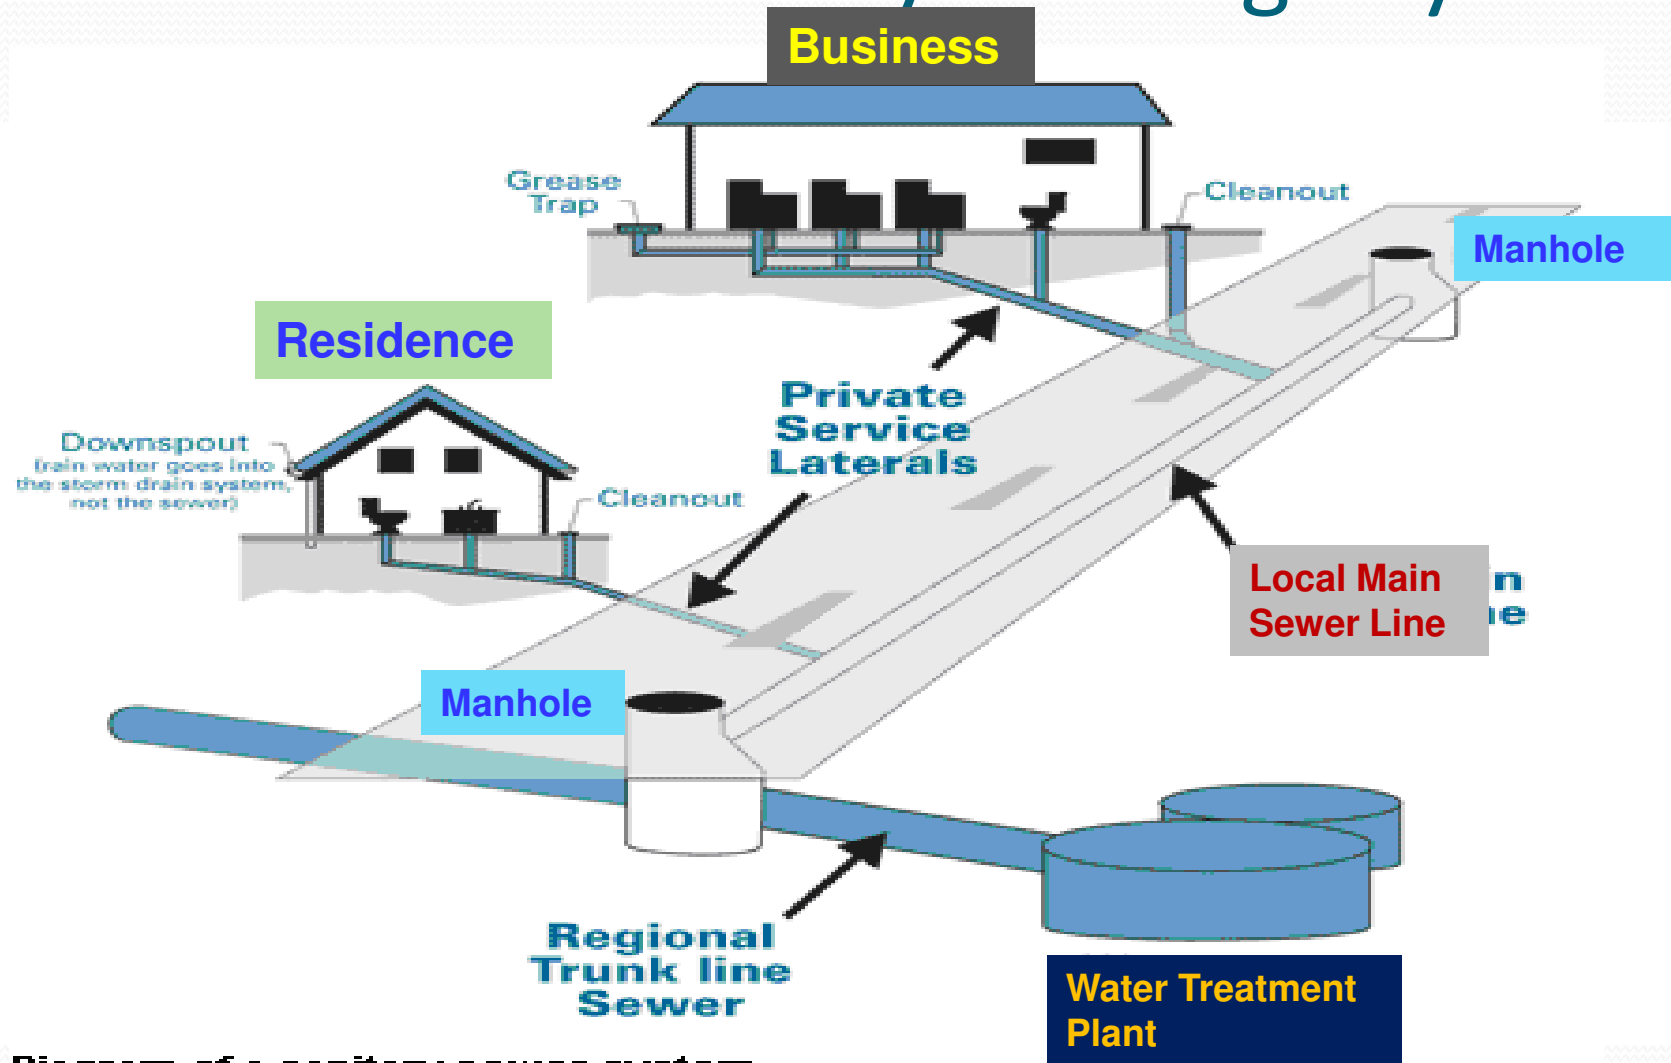 Business
Grease
Trap
Cleanout
Manhole
Residence
Private
Service
Laterals
Downspout
(rain water goes into
the storm drain system,
not the sewer)
Cleanout
Local Main
Sewer Line
Manhole
Regional
Trunk line
Sewer
Water Treatment
Plant